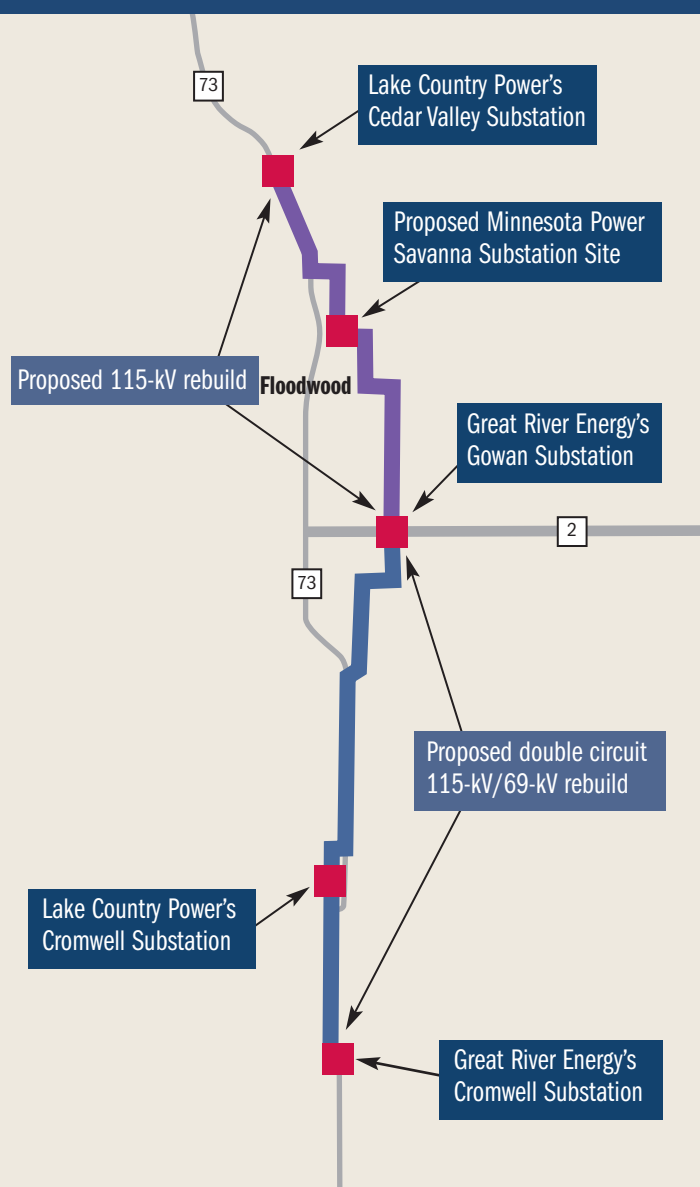 73
Lake Country Power's
Cedar Valley Substation
Proposed Minnesota Power
Savanna Substation Site
Proposed 115-kV rebuild
Floodwood
Great River Energy's
Gowan Substation
2
73
Proposed double circuit
115-kV/69-kV rebuild
Lake Country Power's
Cromwell Substation
Great River Energy's
Cromwell Substation